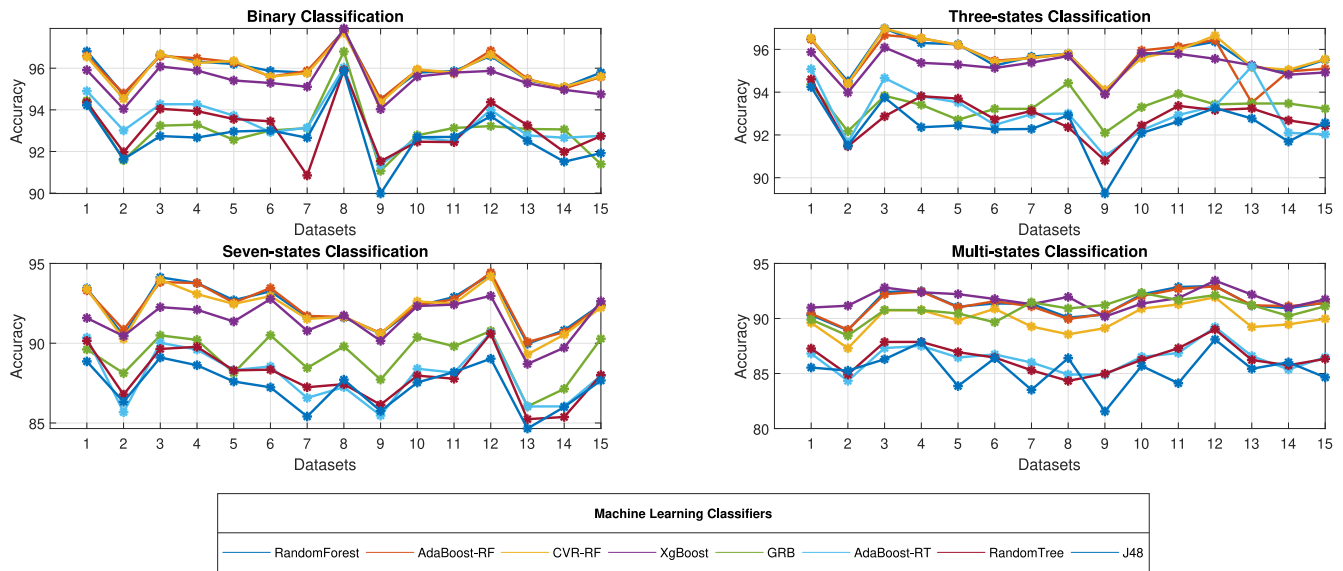 Binary Classification
Accuracy
96
94
92
90
1 2 3 4 5 6 7 8 9 10 11 12 13 14 15
Datasets
Three-states Classification
Accuracy
96
94
92
90
1 2 3 4 5 6 7 8 9 10 11 12 13 14 15
Datasets
Seven-states Classification
Accuracy
95
90
85
1 2 3 4 5 6 7 8 9 10 11 12 13 14 15
Datasets
Multi-states Classification
Accuracy
95
90
85
80
1 2 3 4 5 6 7 8 9 10 11 12 13 14 15
Datasets
Machine Learning Classifiers
RandomForest AdaBoost-RF CVR-RF XgBoost GRB AdaBoost-RT RandomTree J48